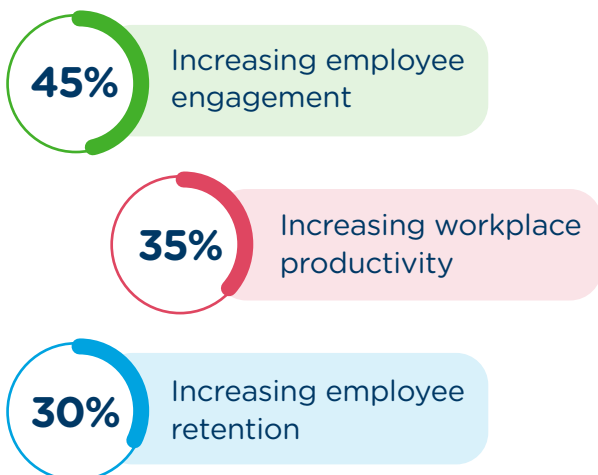 45%
Increasing employee
engagement
35%
Increasing workplace
productivity
30%
Increasing employee
retention